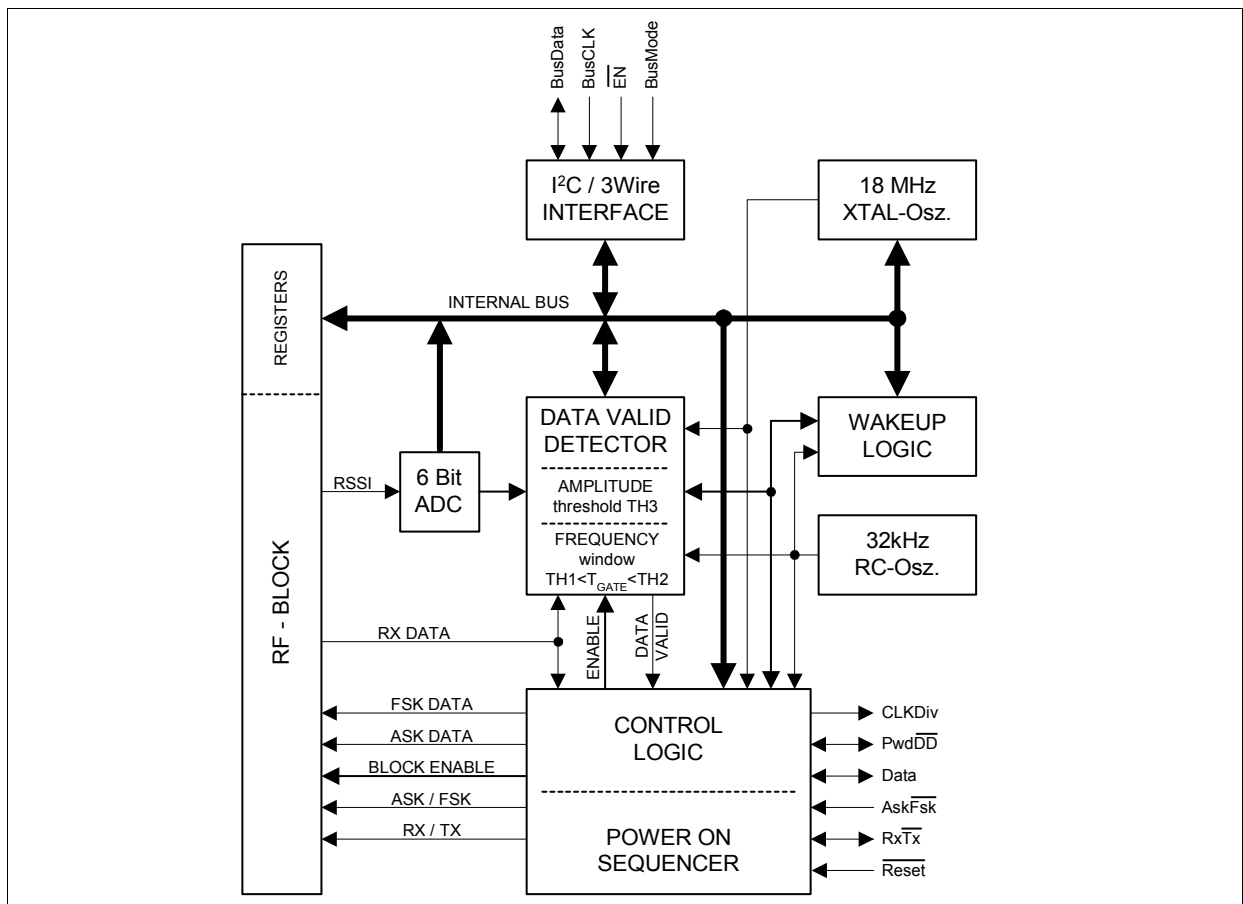 BusData
BusCLK
EN
BusMode
I²C / 3Wire
INTERFACE
18 MHz
XTAL-Osz.
REGISTERS
INTERNAL BUS
DATA VALID
DETECTOR
WAKEUP
LOGIC
RSSI
6 Bit
ADC
AMPLITUDE
threshold TH3
FREQUENCY
window
TH1<T_GATE<TH2
32kHz
RC-Osz.
RF - BLOCK
RX DATA
ENABLE
DATA
VALID
FSK DATA
ASK DATA
BLOCK ENABLE
ASK / FSK
RX / TX
CONTROL
LOGIC
POWER ON
SEQUENCER
CLKDiv
PwdDD
Data
AskFsk
RxTx
Reset